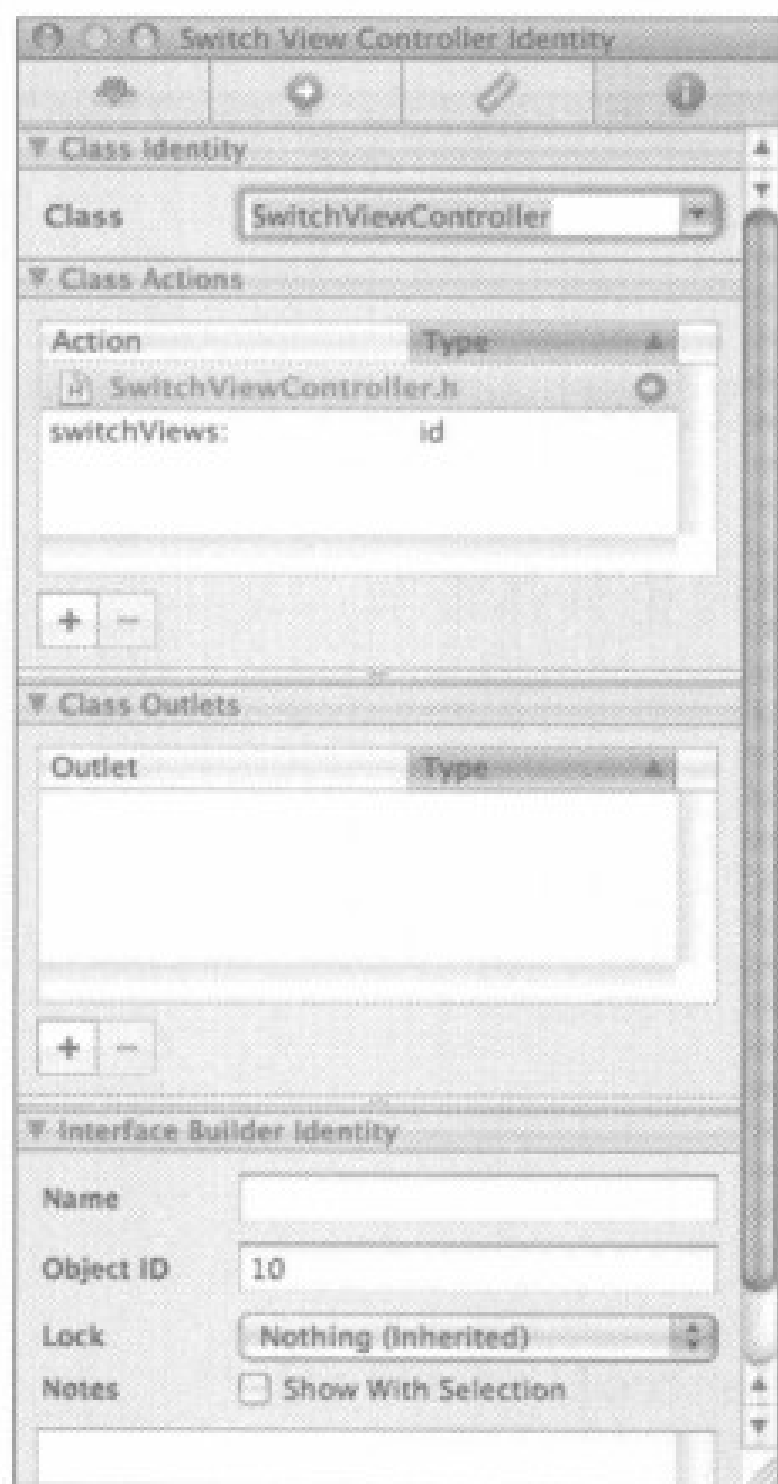 Switch View Controller Identity
Class Identity
Class SwitchViewController
Class Actions
Action Type
SwitchViewController.h
switchViews: id
+ −
Class Outlets
Outlet Type
+ −
Interface Builder Identity
Name
Object ID 10
Lock Nothing (Inherited)
Notes Show With Selection